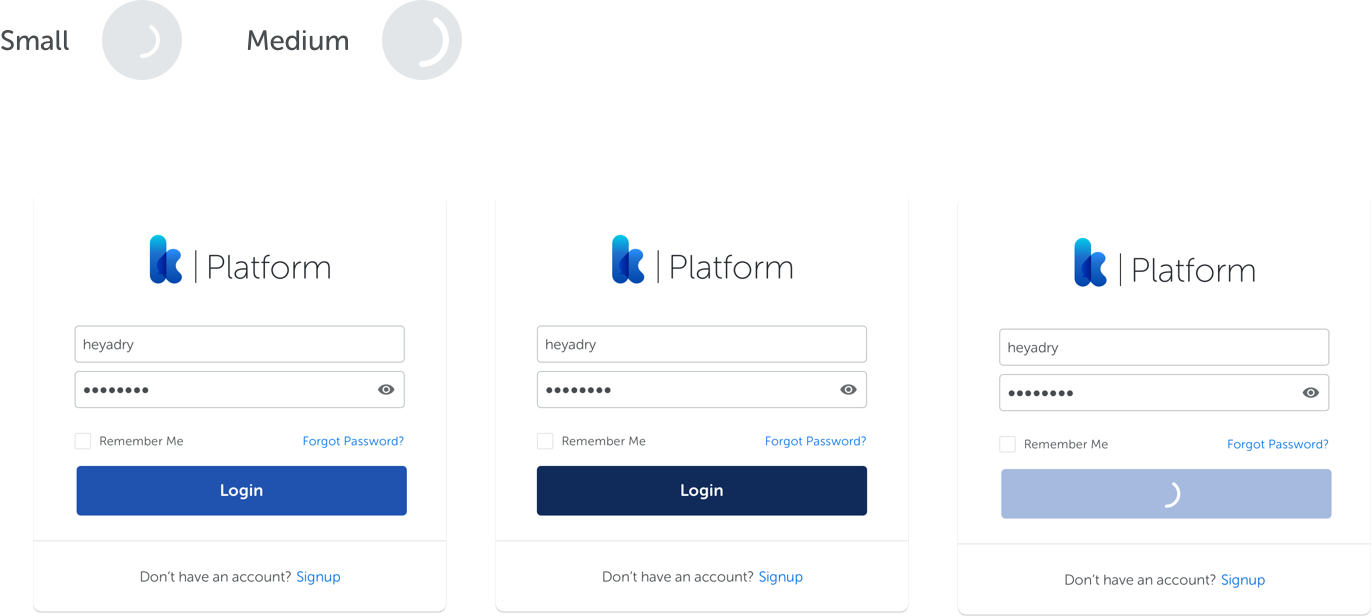 Small Medium
| Platform
heyadry
••••••••
Remember Me Forgot Password?
Login
Don't have an account? Signup
| Platform
heyadry
••••••••
Remember Me Forgot Password?
Login
Don't have an account? Signup
| Platform
heyadry
••••••••
Remember Me Forgot Password?
Don't have an account? Signup